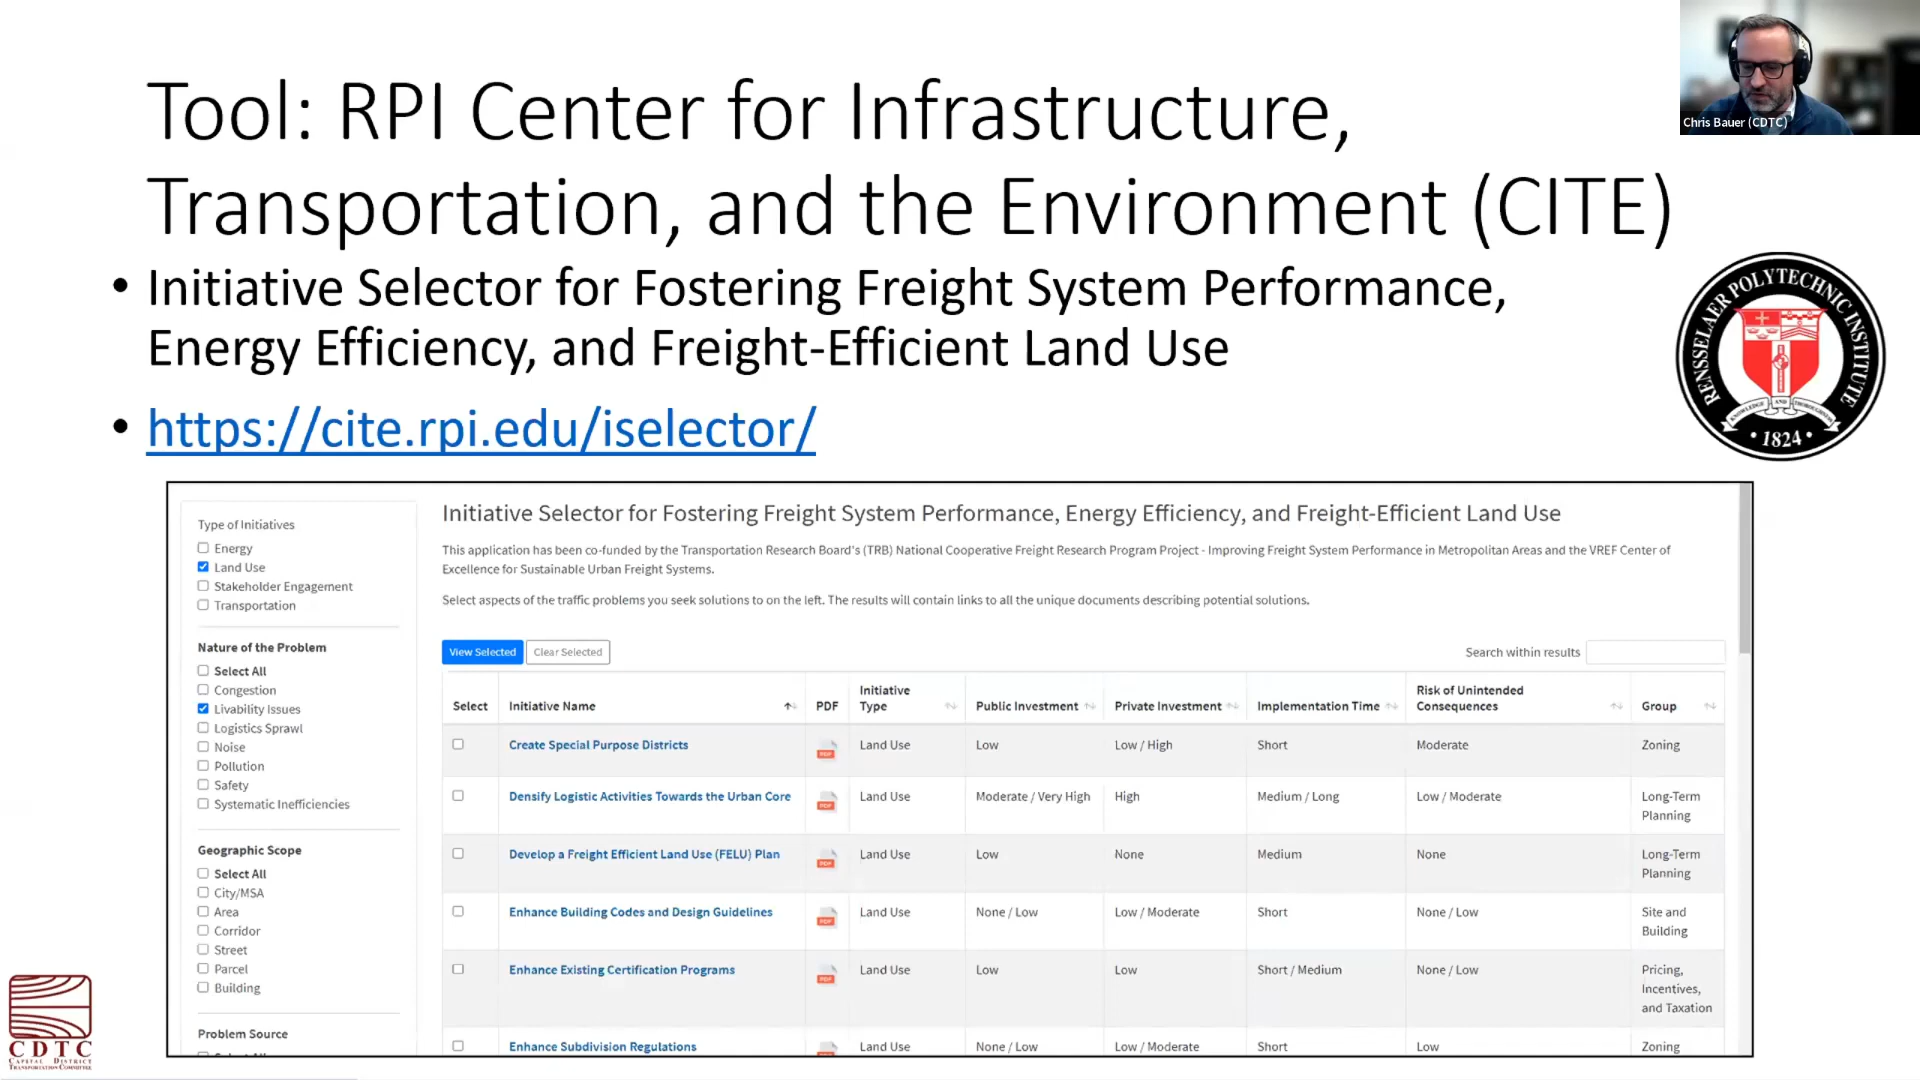 Tool: RPI Center for Infrastructure,
Transportation, and the Environment (CITE)
Chris Bauer (CDTC)
• Initiative Selector for Fostering Freight System Performance,
Energy Efficiency, and Freight-Efficient Land Use
• https://cite.rpi.edu/iselector/
RENSSELAER POLYTECHNIC INSTITUTE
KNOWLEDGE AND THOROUGHNESS
• 1824 •
Type of Initiatives
Energy
Land Use
Stakeholder Engagement
Transportation
Nature of the Problem
Select All
Congestion
Livability Issues
Logistics Sprawl
Noise
Pollution
Safety
Systematic Inefficiencies
Geographic Scope
Select All
City/MSA
Area
Corridor
Street
Parcel
Building
Problem Source
Initiative Selector for Fostering Freight System Performance, Energy Efficiency, and Freight-Efficient Land Use
This application has been co-funded by the Transportation Research Board's (TRB) National Cooperative Freight Research Program Project - Improving Freight System Performance in Metropolitan Areas and the VREF Center of
Excellence for Sustainable Urban Freight Systems.
Select aspects of the traffic problems you seek solutions to on the left. The results will contain links to all the unique documents describing potential solutions.
View Selected Clear Selected Search within results
Select Initiative Name PDF Initiative Type Public Investment Private Investment Implementation Time Risk of Unintended Consequences Group
Create Special Purpose Districts PDF Land Use Low Low / High Short Moderate Zoning
Densify Logistic Activities Towards the Urban Core PDF Land Use Moderate / Very High High Medium / Long Low / Moderate Long-Term Planning
Develop a Freight Efficient Land Use (FELU) Plan PDF Land Use Low None Medium None Long-Term Planning
Enhance Building Codes and Design Guidelines PDF Land Use None / Low Low / Moderate Short None / Low Site and Building
Enhance Existing Certification Programs PDF Land Use Low Low Short / Medium None / Low Pricing, Incentives, and Taxation
Enhance Subdivision Regulations PDF Land Use None / Low Low / Moderate Short Low Zoning
CDTC
CAPITAL DISTRICT
TRANSPORTATION COMMITTEE